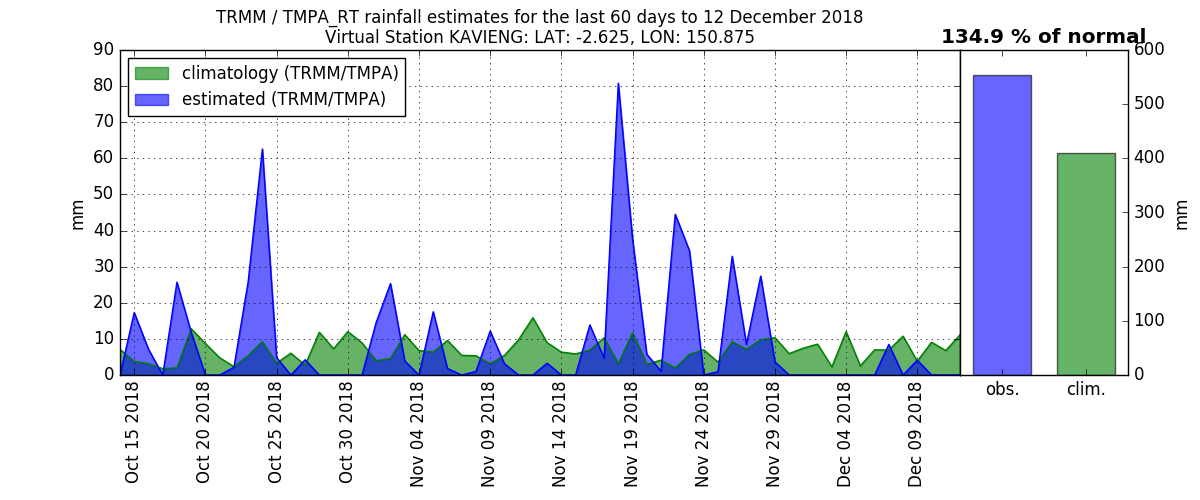 TRMM / TMPA_RT rainfall estimates for the last 60 days to 12 December 2018
Virtual Station KAVIENG: LAT: -2.625, LON: 150.875
134.9 % of normal
climatology (TRMM/TMPA)
estimated (TRMM/TMPA)
mm
90
80
70
60
50
40
30
20
10
0
Oct 15 2018
Oct 20 2018
Oct 25 2018
Oct 30 2018
Nov 04 2018
Nov 09 2018
Nov 14 2018
Nov 19 2018
Nov 24 2018
Nov 29 2018
Dec 04 2018
Dec 09 2018
obs.
clim.
600
500
400
300
200
100
0
mm